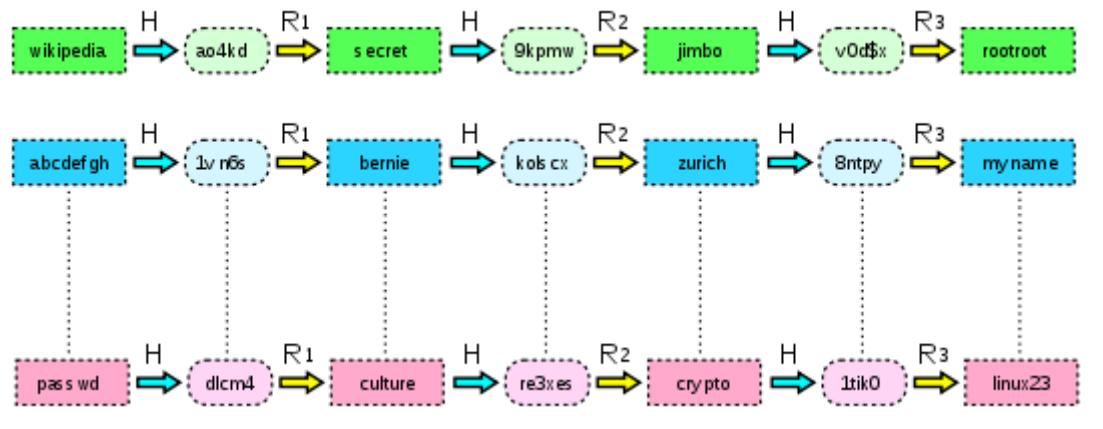 H R1 H R2 H R3
wikipedia ao4kd secret 9kpmw jimbo v0d$x rootroot
H R1 H R2 H R3
abcdefgh 1vn6s bernie kolscx zurich 8ntpy myname
H R1 H R2 H R3
passwd dlcm4 culture re3xes crypto 1tik0 linux23